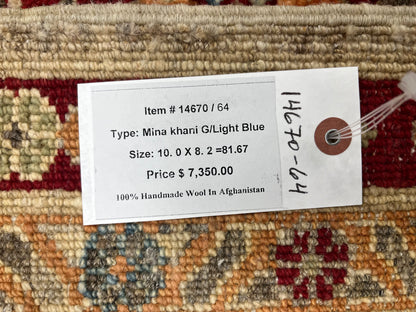 Item # 14670 / 64
Type: Mina khani G/Light Blue
Size: 10. 0 X 8. 2 =81.67
Price $ 7,350.00
100% Handmade Wool In Afghanistan
14670-64